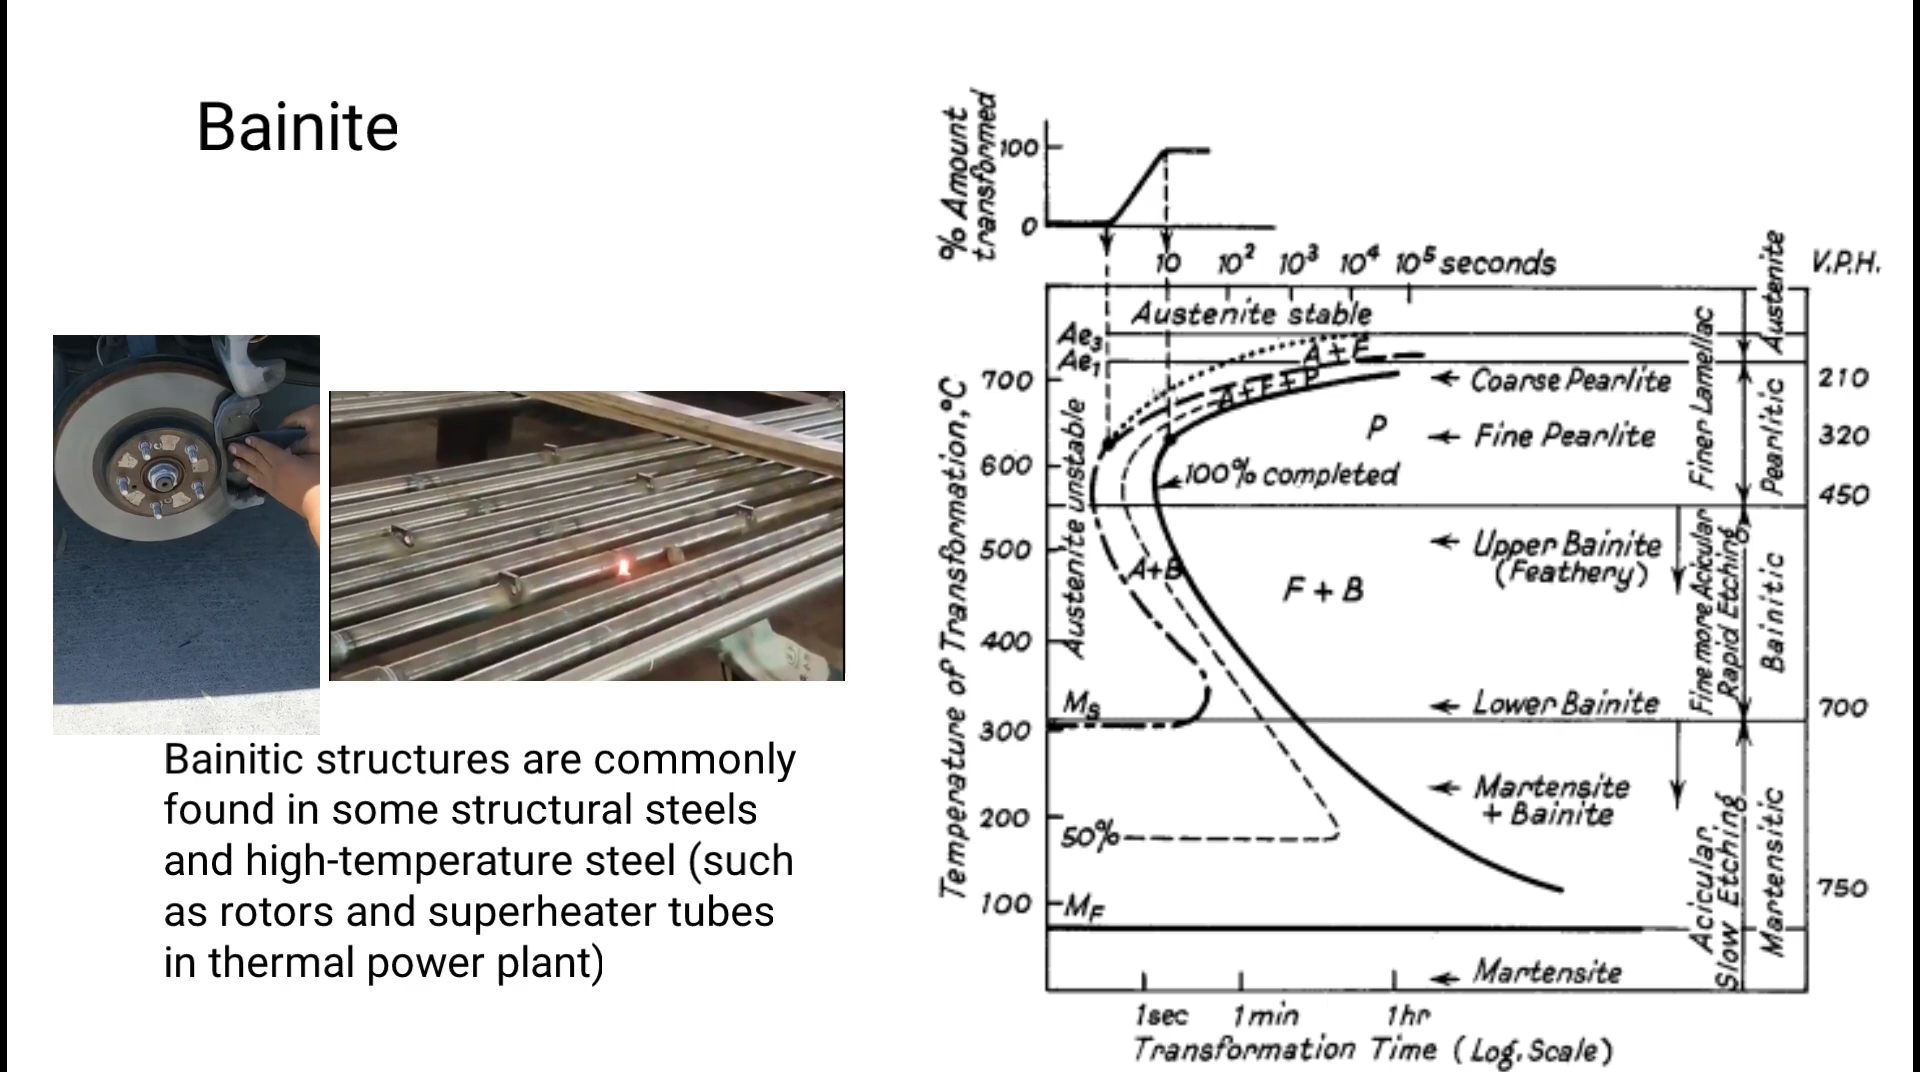 Bainite
Bainitic structures are commonly
found in some structural steels
and high-temperature steel (such
as rotors and superheater tubes
in thermal power plant)
% Amount
transformed
100
0
10 10² 10³ 10⁴ 10⁵ seconds
V.P.H.
Temperature of Transformation,°C
700
600
500
400
300
200
100
Austenite stable
Ae₃
Ae₁
A+F
A+F+P
Coarse Pearlite
P
Fine Pearlite
100% completed
Austenite unstable
Upper Bainite
(Feathery)
A+B
F + B
Ms
Lower Bainite
Martensite
+ Bainite
50%
MF
Martensite
Finer Lamellac
Fine more Acicular
Rapid Etching
Acicular
Slow Etching
Austenite
Pearlitic
Bainitic
Martensitic
210
320
450
700
750
1sec 1min 1hr
Transformation Time (Log. Scale)